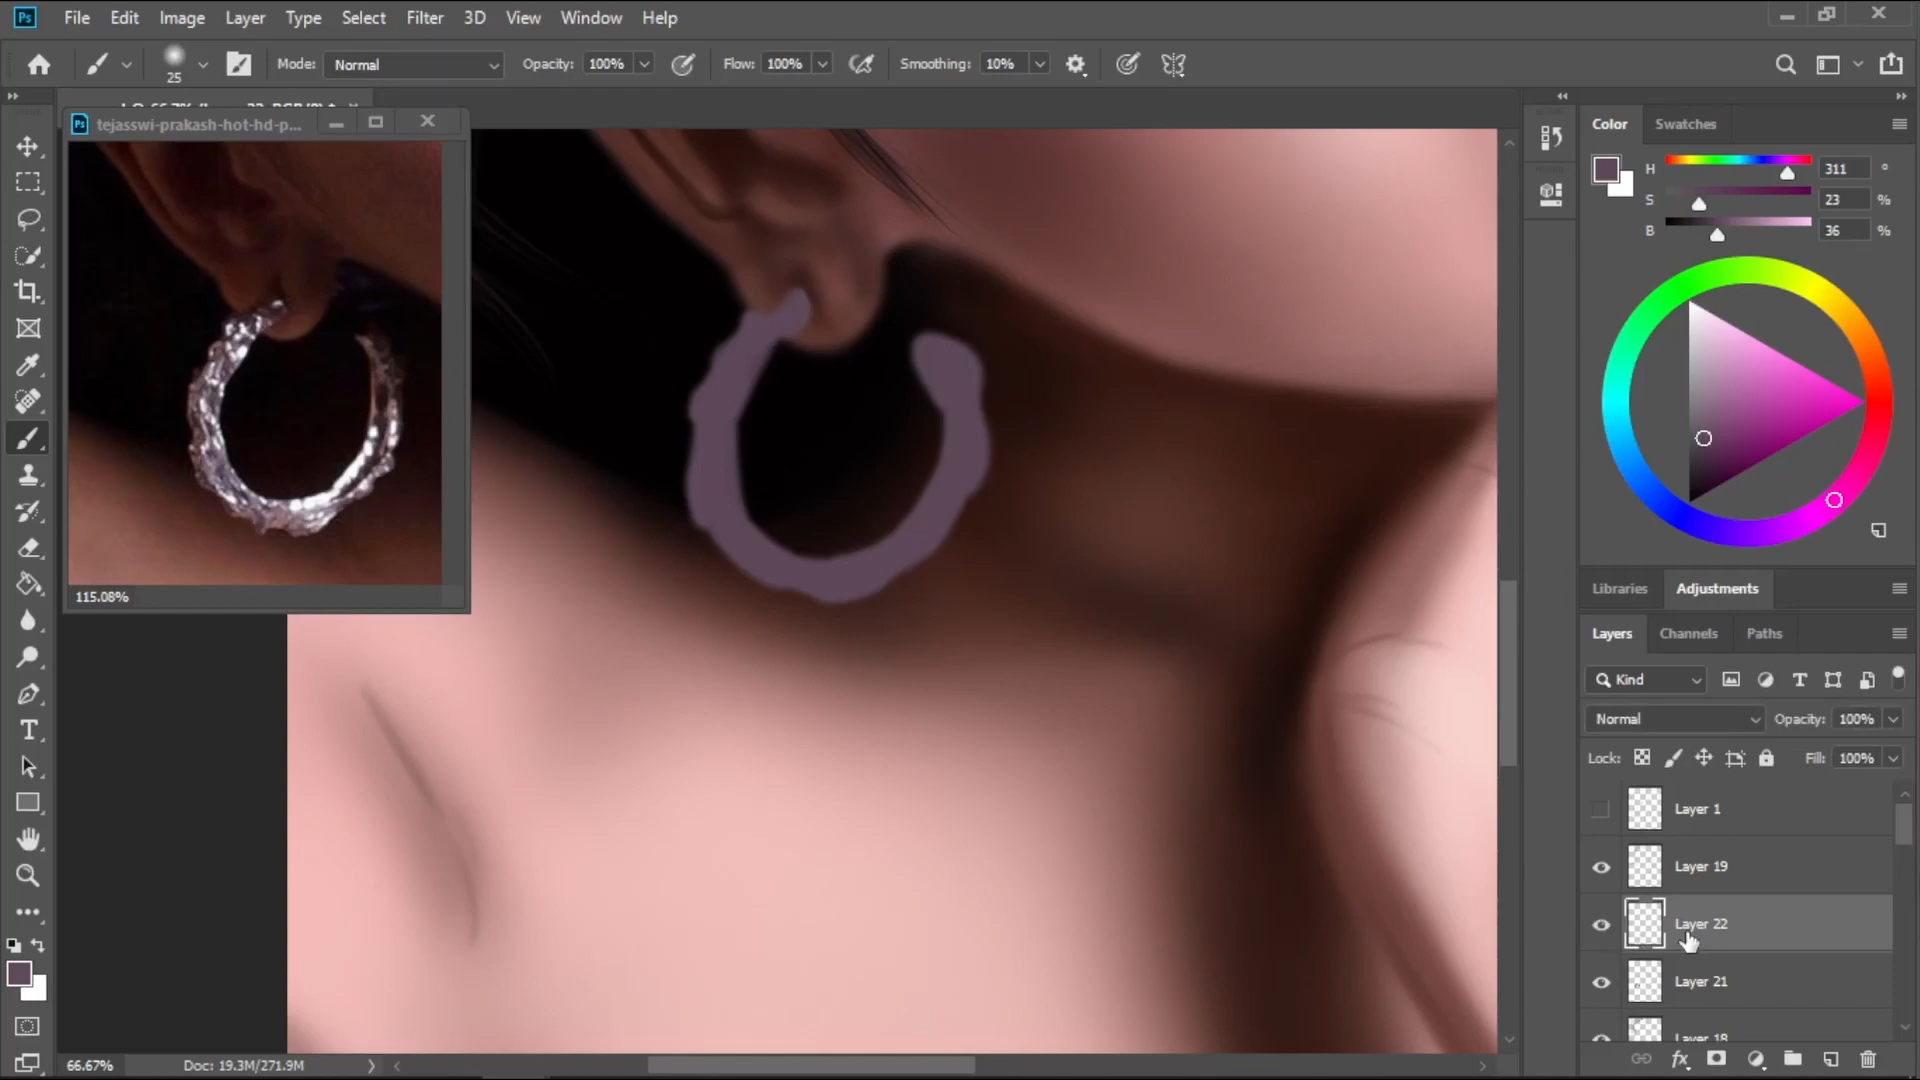 Ps File Edit Image Layer Type Select Filter 3D View Window Help
25 Mode: Normal Opacity: 100% Flow: 100% Smoothing: 10%
Ps tejasswi-prakash-hot-hd-p...
115.08%
Color Swatches
H 311 °
S 23 %
B 36 %
Libraries Adjustments
Layers Channels Paths
Kind
Normal Opacity: 100%
Lock: Fill: 100%
Layer 1
Layer 19
Layer 22
Layer 21
Layer 18
66.67% Doc: 19.3M/271.9M